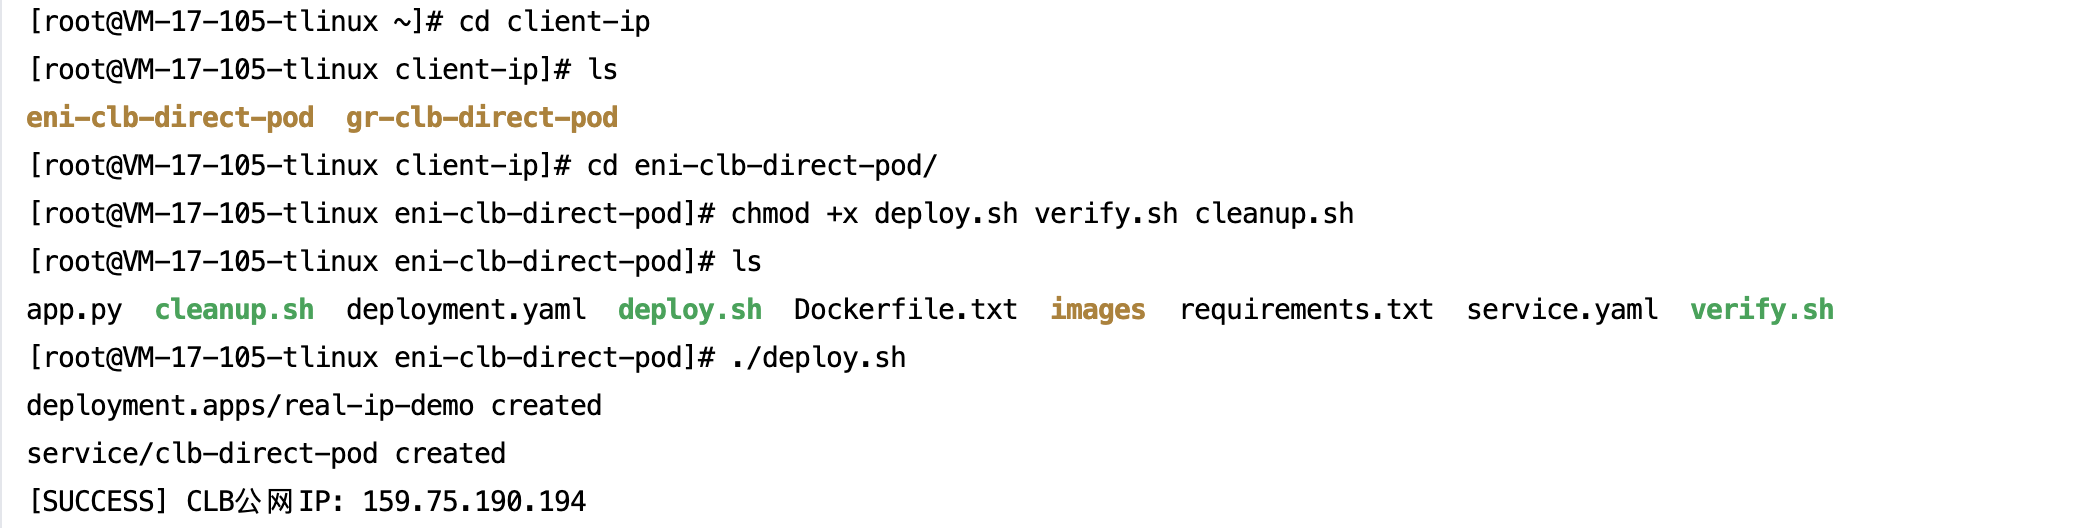 [root@VM-17-105-tlinux ~]# cd client-ip
[root@VM-17-105-tlinux client-ip]# ls
eni-clb-direct-pod  gr-clb-direct-pod
[root@VM-17-105-tlinux client-ip]# cd eni-clb-direct-pod/
[root@VM-17-105-tlinux eni-clb-direct-pod]# chmod +x deploy.sh verify.sh cleanup.sh
[root@VM-17-105-tlinux eni-clb-direct-pod]# ls
app.py  cleanup.sh  deployment.yaml  deploy.sh  Dockerfile.txt  images  requirements.txt  service.yaml  verify.sh
[root@VM-17-105-tlinux eni-clb-direct-pod]# ./deploy.sh
deployment.apps/real-ip-demo created
service/clb-direct-pod created
[SUCCESS] CLB公网IP: 159.75.190.194